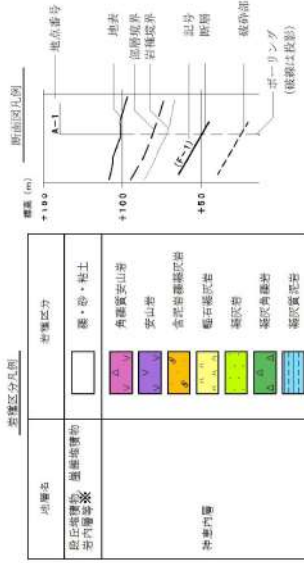 岩種区分凡例
地層名
岩種区分
段丘堆積物、崖錐堆積物
岩内層等※
礫・砂・粘土
神恵内層
角礫質安山岩
安山岩
含泥岩礫凝灰岩
軽石凝灰岩
凝灰岩
凝灰角礫岩
凝灰質泥岩
断面図凡例
標高 (m)
+100
+50
A-1
(F-1)
地点番号
地表
部層境界
岩種境界
記号
断層
破砕部
ボーリング
(破線は投影)